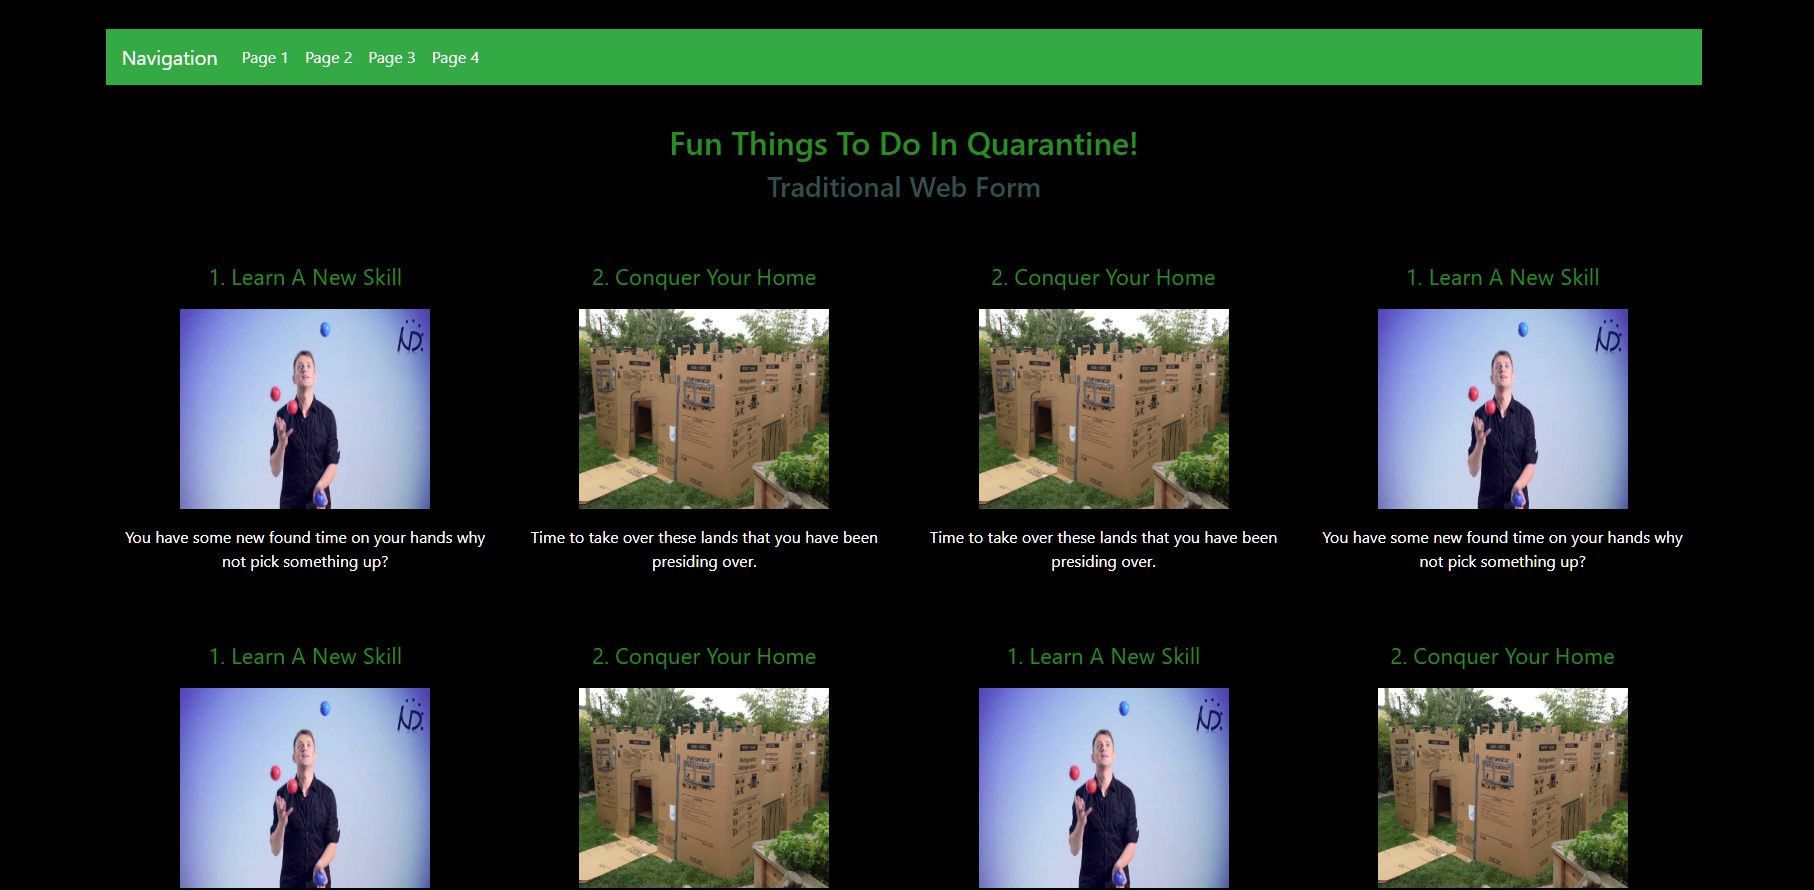 Navigation Page 1 Page 2 Page 3 Page 4
Fun Things To Do In Quarantine!
Traditional Web Form
1. Learn A New Skill
2. Conquer Your Home
2. Conquer Your Home
1. Learn A New Skill
ND.
ND.
You have some new found time on your hands why
not pick something up?
Time to take over these lands that you have been
presiding over.
Time to take over these lands that you have been
presiding over.
You have some new found time on your hands why
not pick something up?
1. Learn A New Skill
2. Conquer Your Home
1. Learn A New Skill
2. Conquer Your Home
ND.
ND.